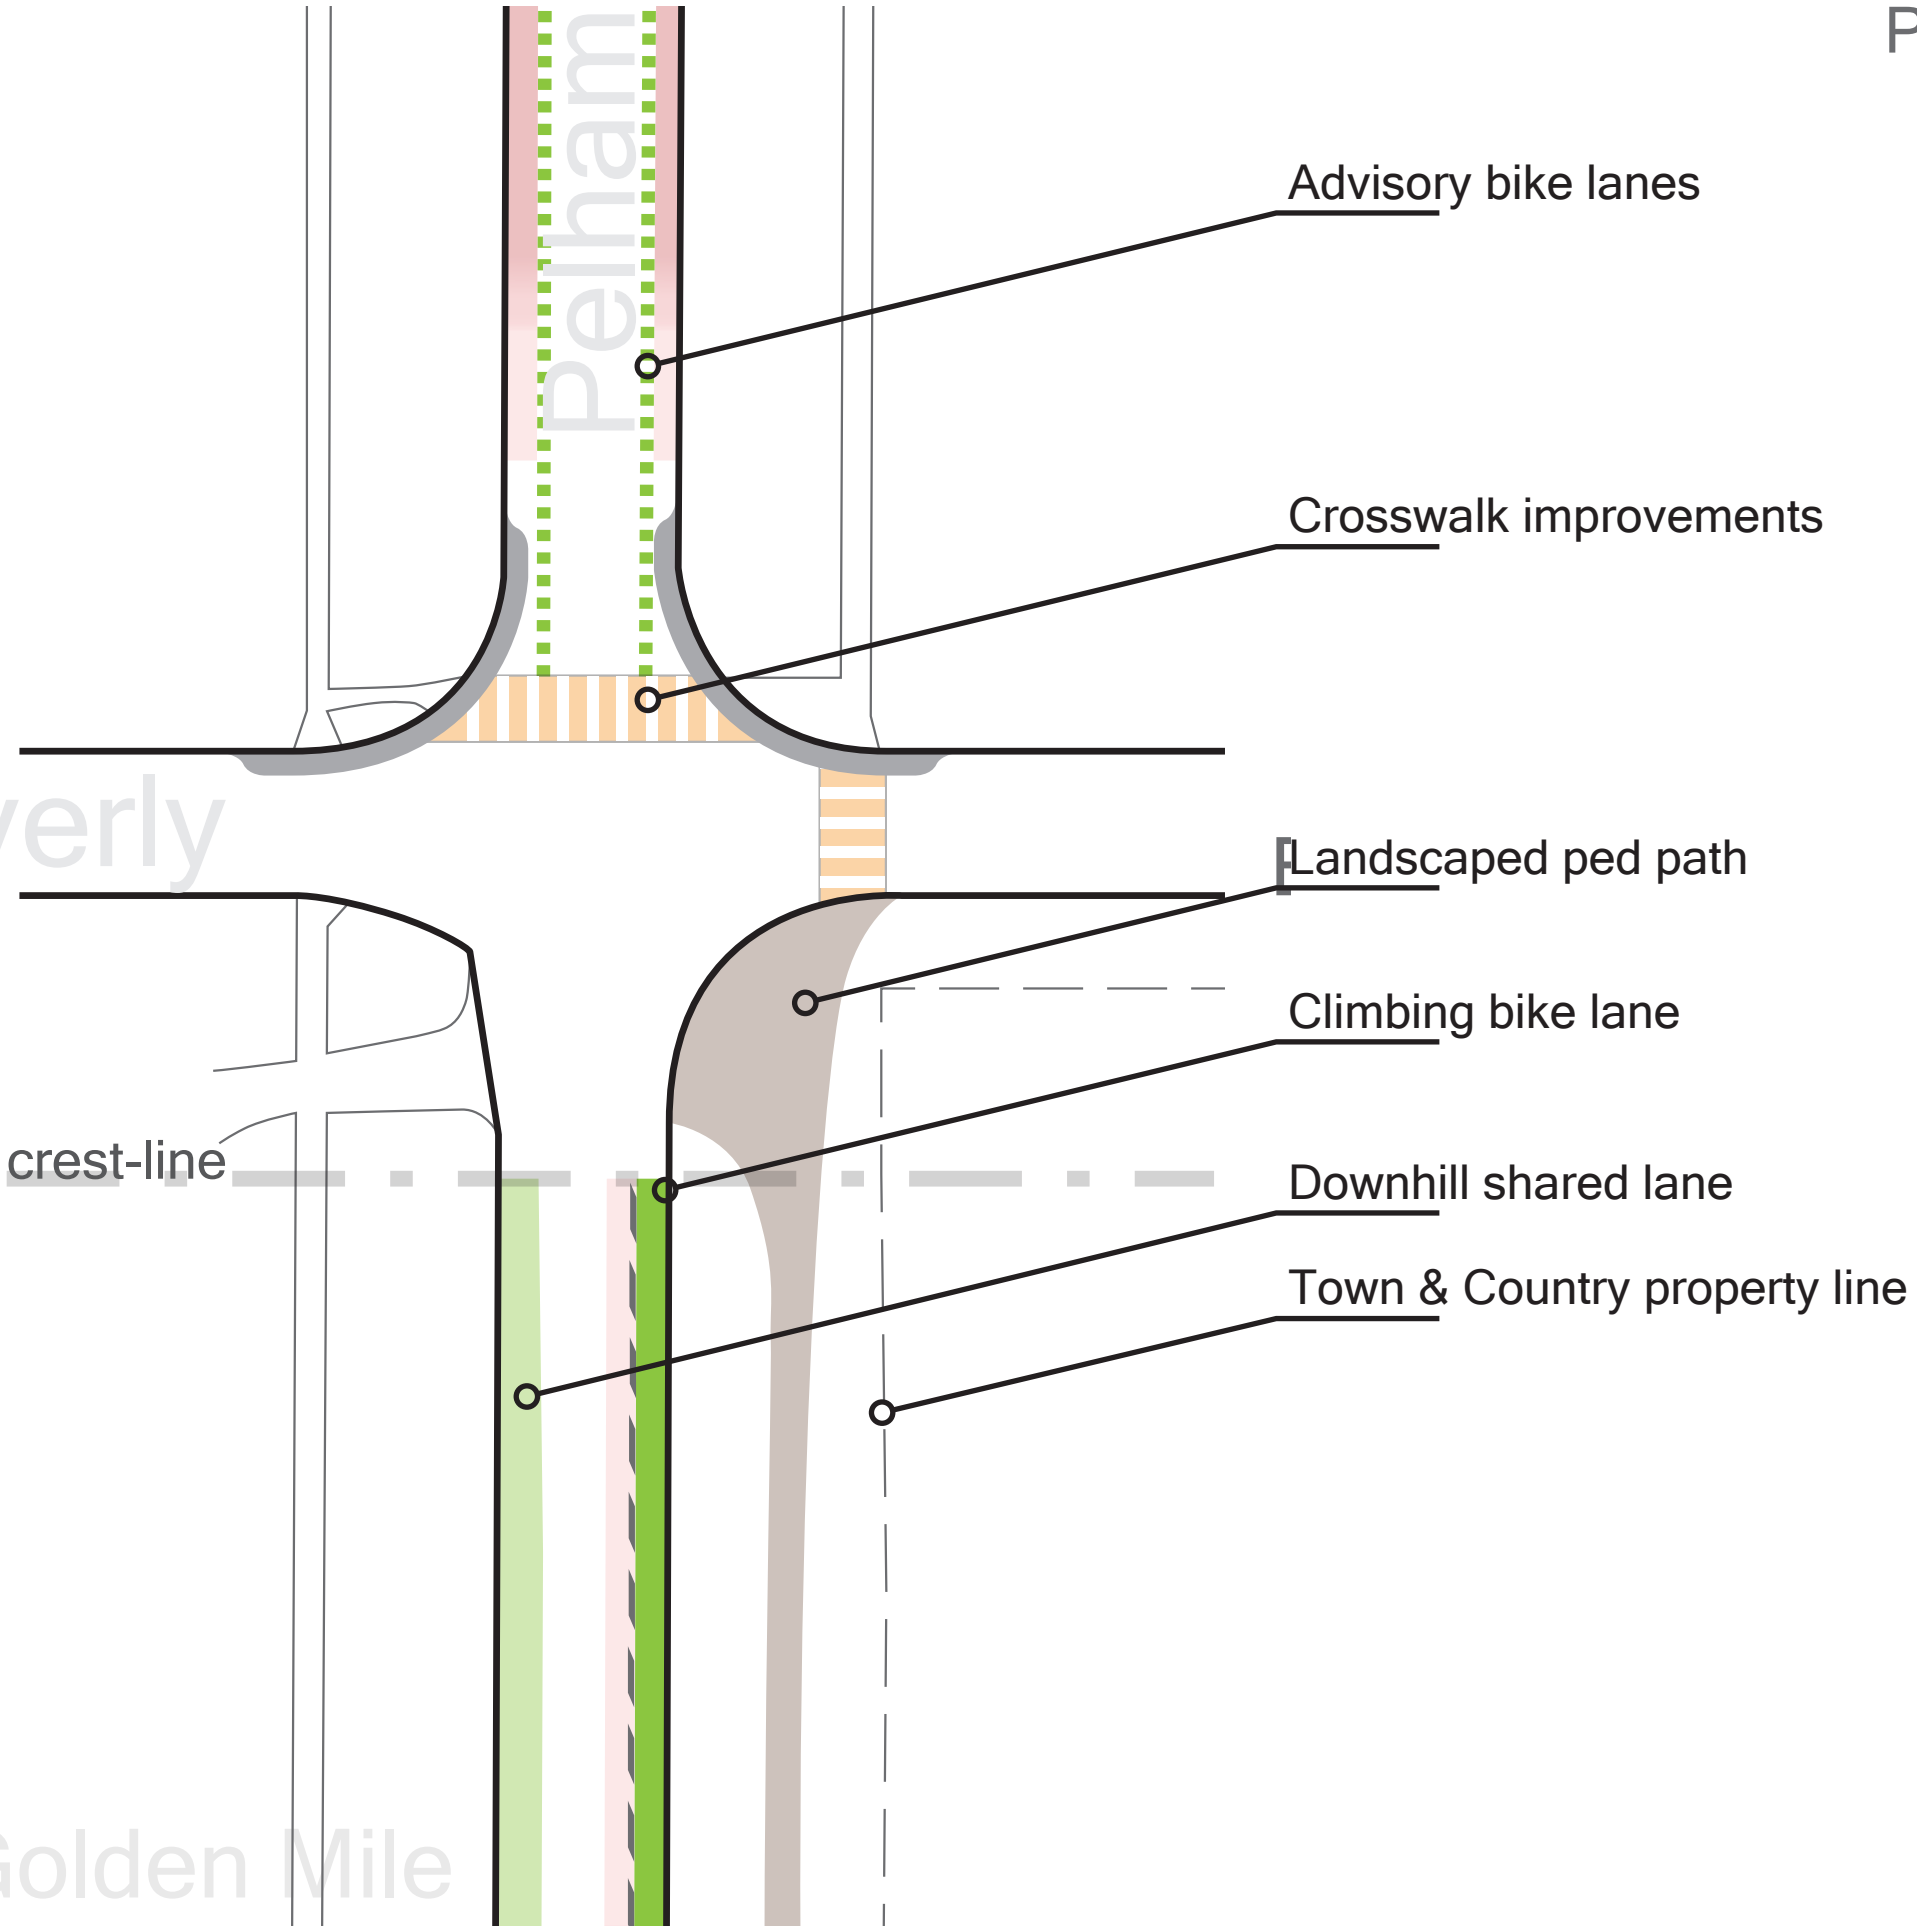 Pelham
Advisory bike lanes
Crosswalk improvements
verly
Landscaped ped path
Climbing bike lane
crest-line
Downhill shared lane
Town & Country property line
Golden Mile